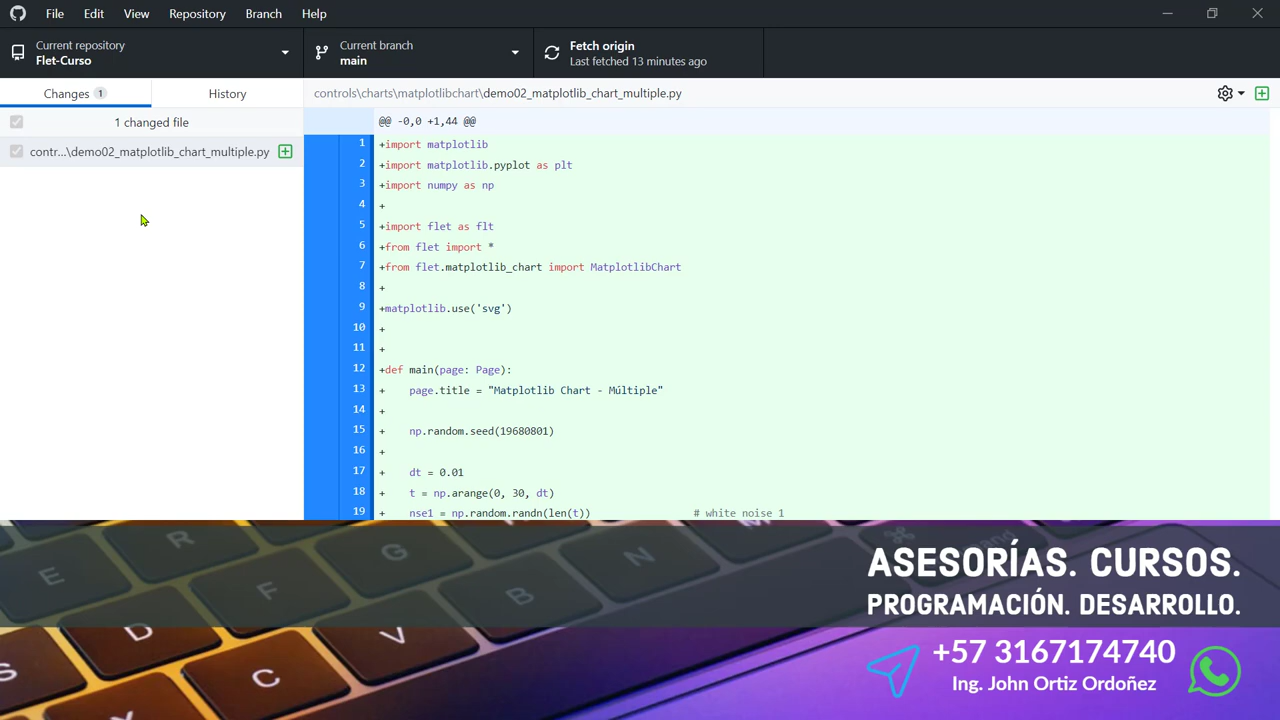 File Edit View Repository Branch Help
Current repository
Flet-Curso
Current branch
main
Fetch origin
Last fetched 13 minutes ago
Changes 1
History
controls\charts\matplotlibchart\demo02_matplotlib_chart_multiple.py
1 changed file
contr...\demo02_matplotlib_chart_multiple.py
@@ -0,0 +1,44 @@
1 +import matplotlib
2 +import matplotlib.pyplot as plt
3 +import numpy as np
4 +
5 +import flet as flt
6 +from flet import *
7 +from flet.matplotlib_chart import MatplotlibChart
8 +
9 +matplotlib.use('svg')
10 +
11 +
12 +def main(page: Page):
13 +    page.title = "Matplotlib Chart - Múltiple"
14 +
15 +    np.random.seed(19680801)
16 +
17 +    dt = 0.01
18 +    t = np.arange(0, 30, dt)
19 +    nse1 = np.random.randn(len(t))                 # white noise 1
E R F G D C V B N M
ASESORÍAS. CURSOS.
PROGRAMACIÓN. DESARROLLO.
+57 3167174740
Ing. John Ortiz Ordoñez